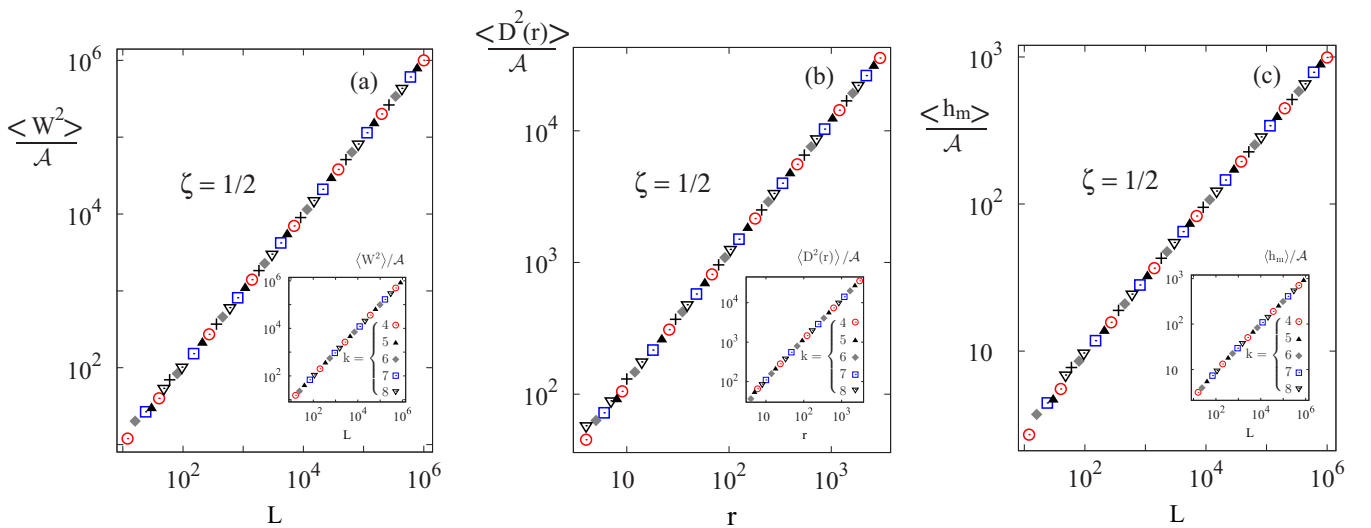 <W²>
𝒜
10⁶
10⁴
10²
10² 10⁴ 10⁶
L
(a)
ζ = 1/2
⟨W²⟩/𝒜
10⁶
10⁴
10²
k =
4
5
6
7
8
10² 10⁴ 10⁶
L
<D²(r)>
𝒜
10⁴
10³
10²
10 10² 10³
r
(b)
ζ = 1/2
⟨D²(r)⟩/𝒜
10⁴
10³
10²
k =
4
5
6
7
8
10 10² 10³
r
<hₘ>
𝒜
10³
10²
10
10² 10⁴ 10⁶
L
(c)
ζ = 1/2
⟨hₘ⟩/𝒜
10³
10²
10
k =
4
5
6
7
8
10² 10⁴ 10⁶
L